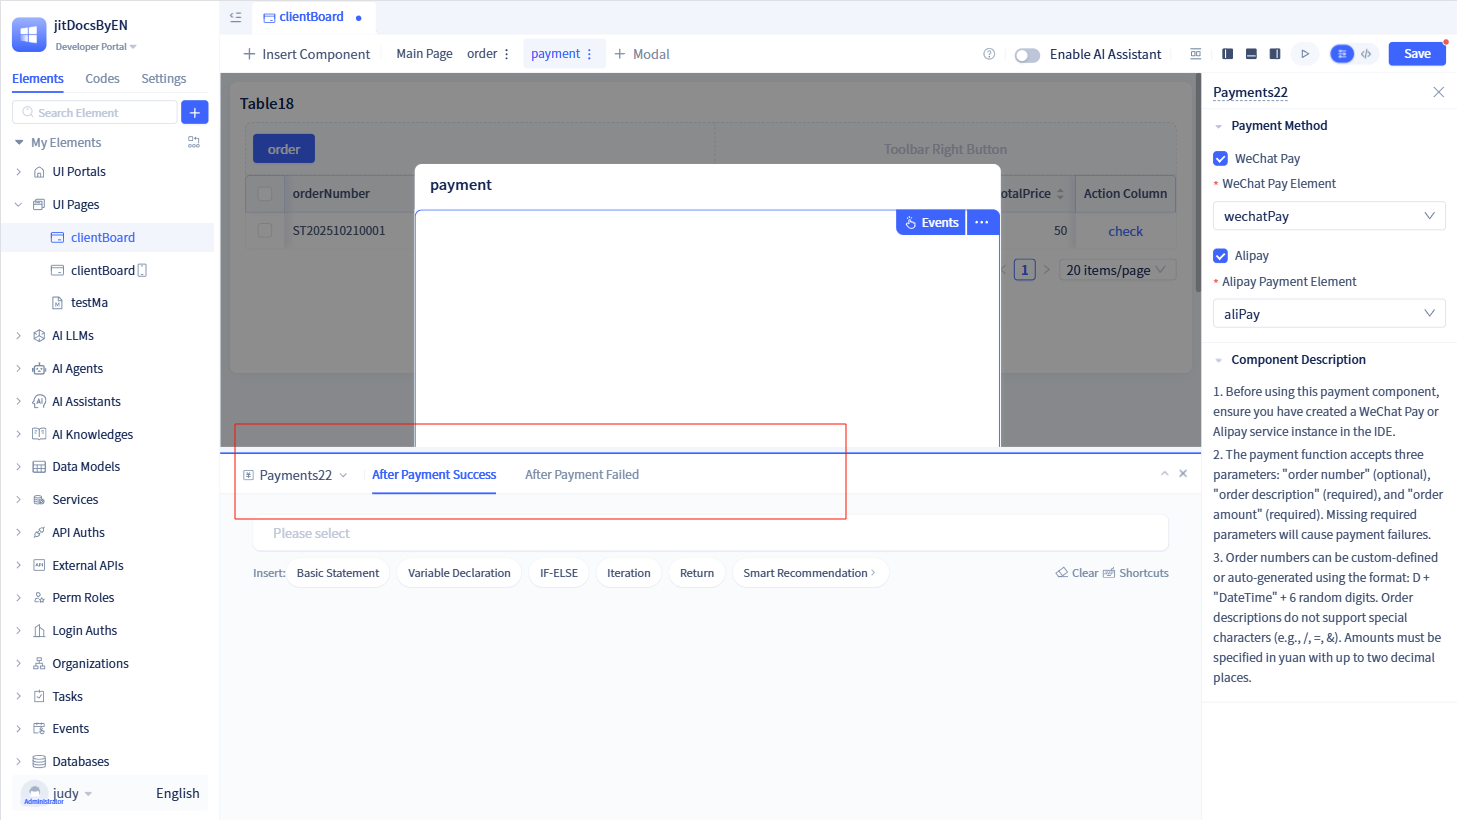 jitDocsByEN
Developer Portal
Elements Codes Settings
Search Element
My Elements
UI Portals
UI Pages
clientBoard
clientBoard
testMa
AI LLMs
AI Agents
AI Assistants
AI Knowledges
Data Models
Services
API Auths
External APIs
Perm Roles
Login Auths
Organizations
Tasks
Events
Databases
judy
Administrator
English
clientBoard
Insert Component
Main Page
order
payment
Modal
Enable AI Assistant
Save
Table18
order
Toolbar Right Button
orderNumber
otalPrice
Action Column
ST202510210001
50
check
1
20 items/page
payment
Events
Payments22
After Payment Success
After Payment Failed
Please select
Insert:
Basic Statement
Variable Declaration
IF-ELSE
Iteration
Return
Smart Recommendation
Clear
Shortcuts
Payments22
Payment Method
WeChat Pay
* WeChat Pay Element
wechatPay
Alipay
* Alipay Payment Element
aliPay
Component Description
1. Before using this payment component,
ensure you have created a WeChat Pay or
Alipay service instance in the IDE.
2. The payment function accepts three
parameters: "order number" (optional),
"order description" (required), and "order
amount" (required). Missing required
parameters will cause payment failures.
3. Order numbers can be custom-defined
or auto-generated using the format: D +
"DateTime" + 6 random digits. Order
descriptions do not support special
characters (e.g., /, =, &). Amounts must be
specified in yuan with up to two decimal
places.